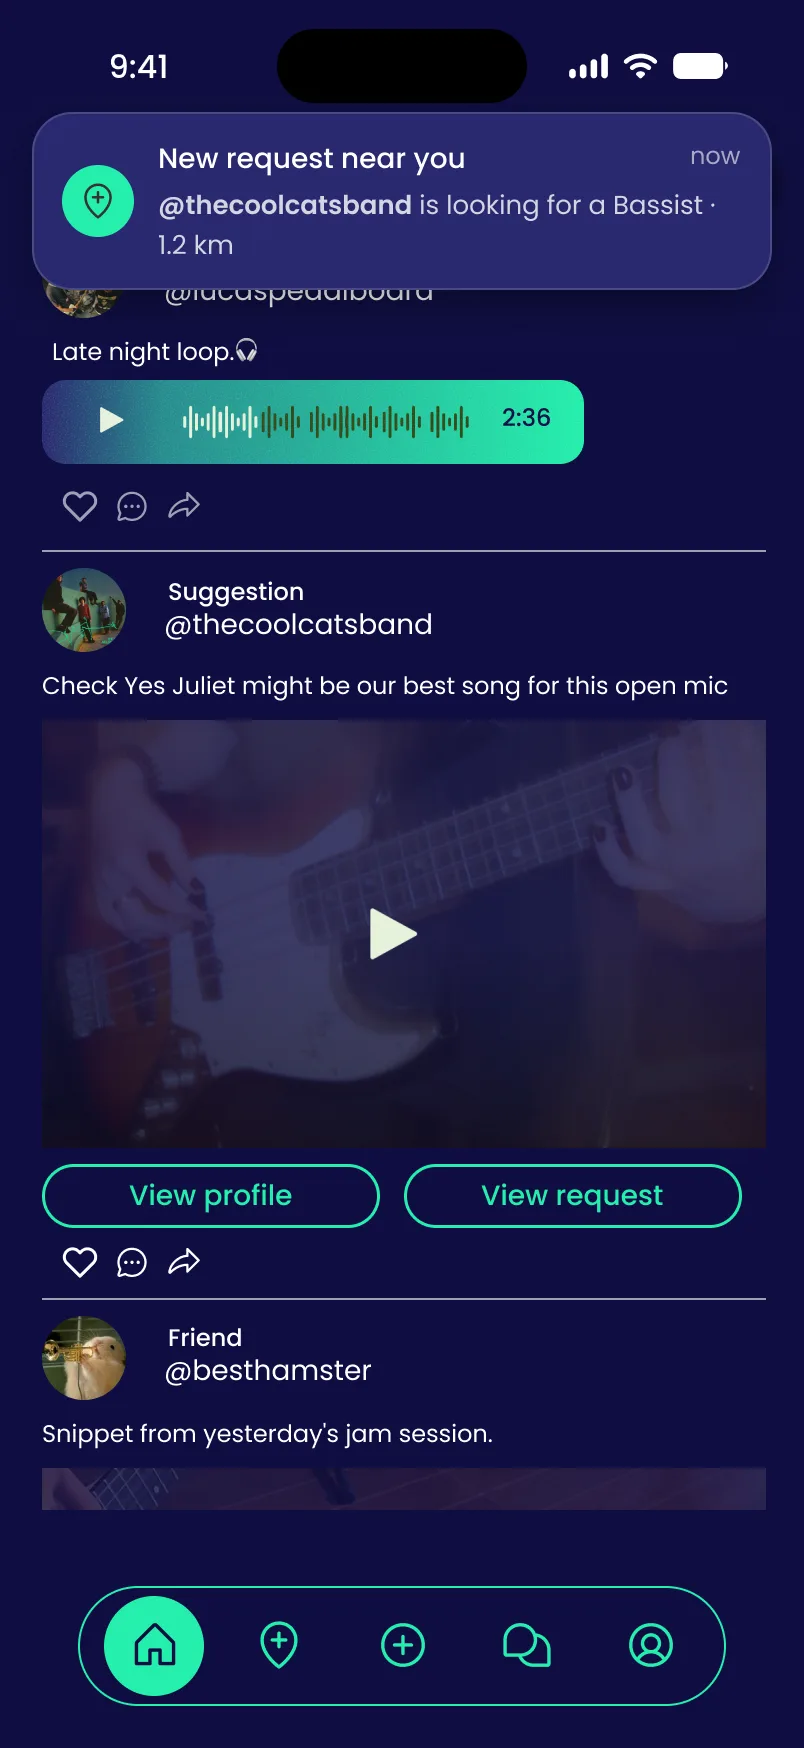 9:41
New request near you
now
@thecoolcatsband is looking for a Bassist ·
1.2 km
@lucaspedalboard
Late night loop.🎧
2:36
Suggestion
@thecoolcatsband
Check Yes Juliet might be our best song for this open mic
View profile
View request
Friend
@besthamster
Snippet from yesterday's jam session.